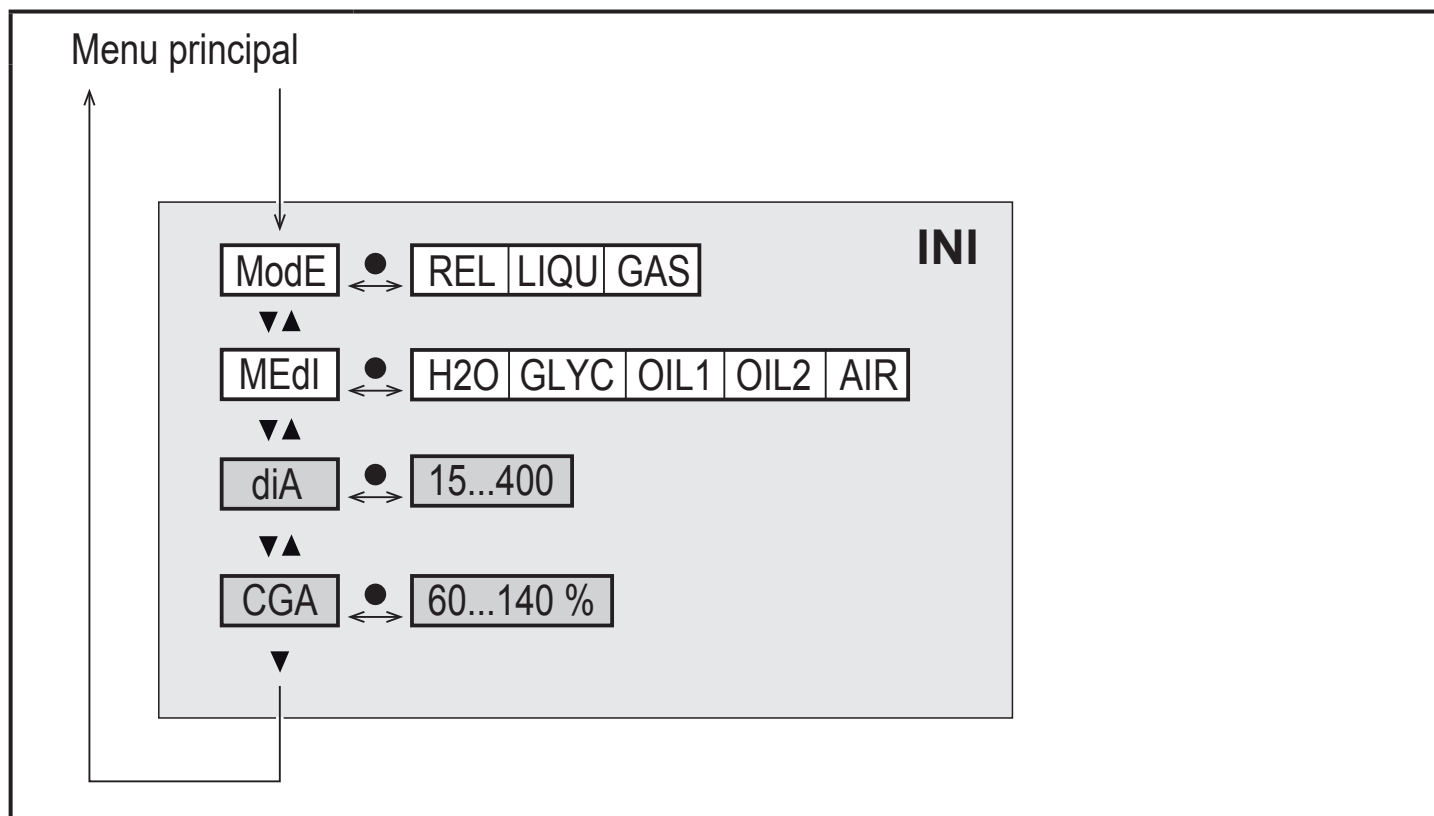 Menu principal
INI
ModE REL LIQU GAS
MEdI H2O GLYC OIL1 OIL2 AIR
diA 15...400
CGA 60...140 %